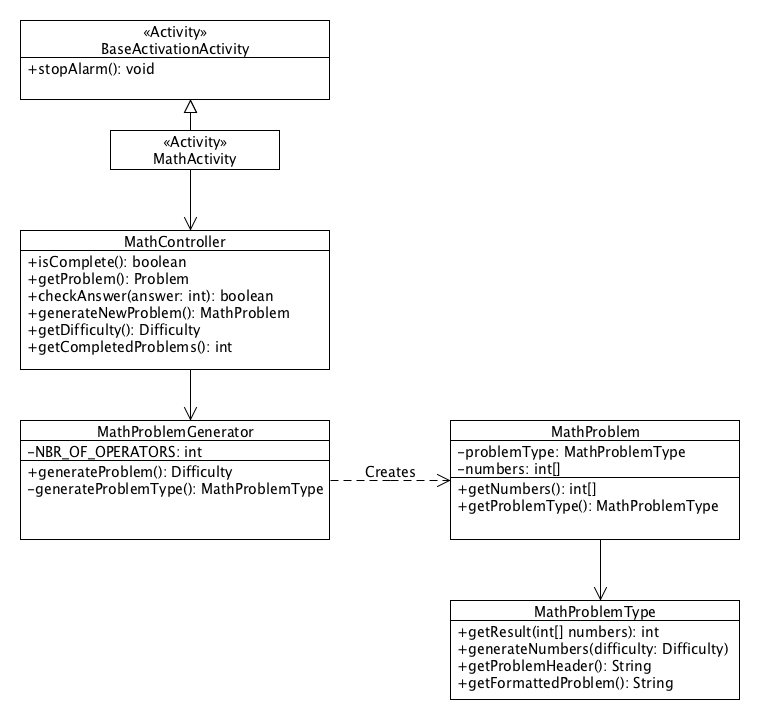 «Activity»
BaseActivationActivity
+stopAlarm(): void
«Activity»
MathActivity
MathController
+isComplete(): boolean
+getProblem(): Problem
+checkAnswer(answer: int): boolean
+generateNewProblem(): MathProblem
+getDifficulty(): Difficulty
+getCompletedProblems(): int
MathProblemGenerator
-NBR_OF_OPERATORS: int
+generateProblem(): Difficulty
-generateProblemType(): MathProblemType
Creates
MathProblem
-problemType: MathProblemType
-numbers: int[]
+getNumbers(): int[]
+getProblemType(): MathProblemType
MathProblemType
+getResult(int[] numbers): int
+generateNumbers(difficulty: Difficulty)
+getProblemHeader(): String
+getFormattedProblem(): String